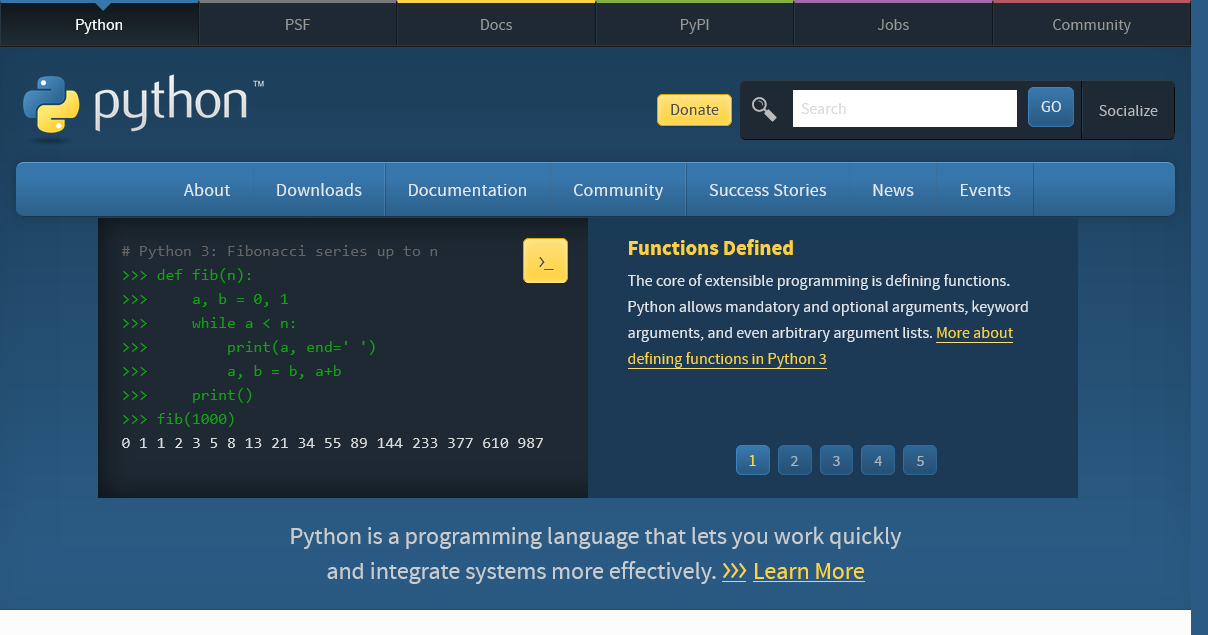 Python PSF Docs PyPI Jobs Community
python™
Donate Search GO Socialize
About Downloads Documentation Community Success Stories News Events
# Python 3: Fibonacci series up to n
>>> def fib(n):
>>>     a, b = 0, 1
>>>     while a < n:
>>>         print(a, end=' ')
>>>         a, b = b, a+b
>>>     print()
>>> fib(1000)
0 1 1 2 3 5 8 13 21 34 55 89 144 233 377 610 987
>_
Functions Defined
The core of extensible programming is defining functions.
Python allows mandatory and optional arguments, keyword
arguments, and even arbitrary argument lists. More about
defining functions in Python 3
1 2 3 4 5
Python is a programming language that lets you work quickly
and integrate systems more effectively. >>> Learn More